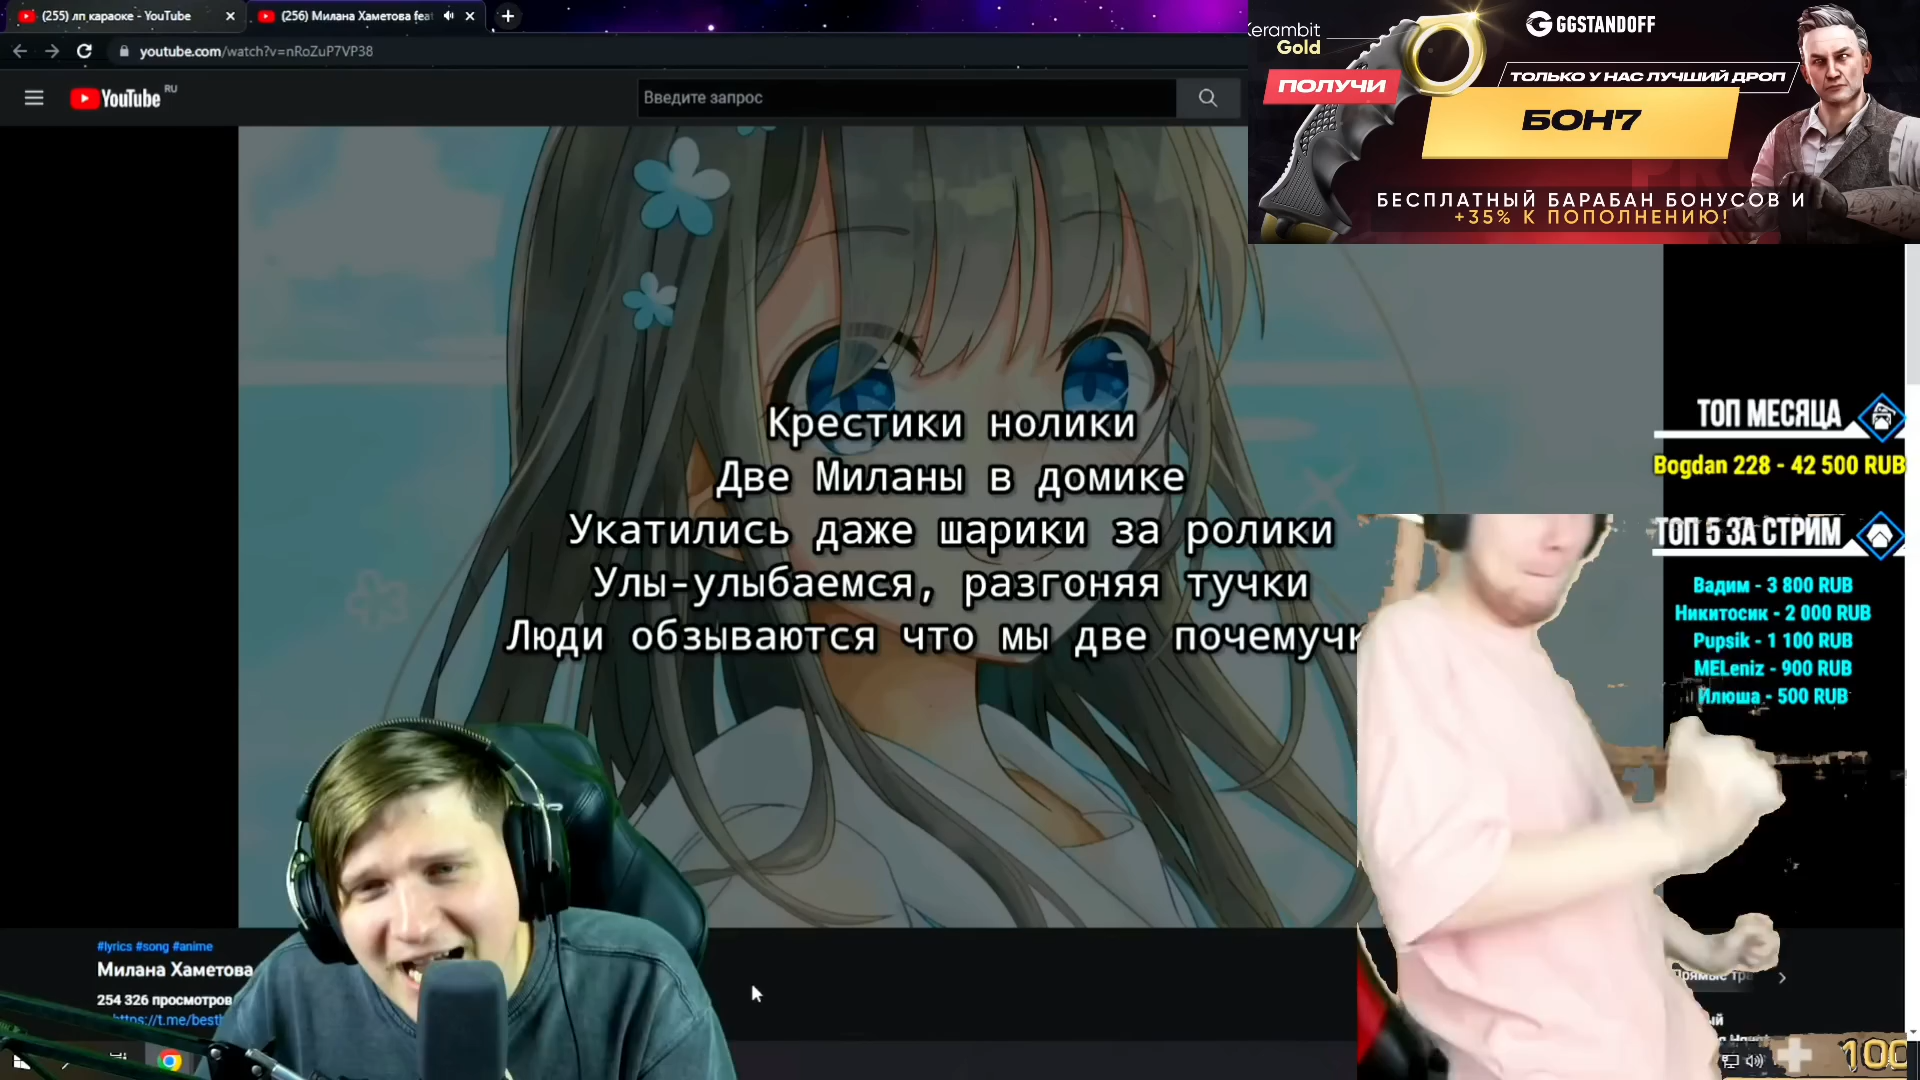 (255) лп караоке - YouTube
(256) Милана Хаметова feat
youtube.com/watch?v=nRoZuP7VP38
YouTube RU
Введите запрос
Kerambit
Gold
GGSTANDOFF
ПОЛУЧИ
ТОЛЬКО У НАС ЛУЧШИЙ ДРОП
БОН7
БЕСПЛАТНЫЙ БАРАБАН БОНУСОВ И
+35% К ПОПОЛНЕНИЮ!
Крестики нолики
Две Миланы в домике
Укатились даже шарики за ролики
Улы-улыбаемся, разгоняя тучки
Люди обзываются что мы две почемучк
ТОП МЕСЯЦА
Bogdan 228 - 42 500 RUB
ТОП 5 ЗА СТРИМ
Вадим - 3 800 RUB
Никитосик - 2 000 RUB
Pupsik - 1 100 RUB
MELeniz - 900 RUB
Илюша - 500 RUB
#lyrics #song #anime
Милана Хаметова
254 326 просмотров
https://t.me/besth
100